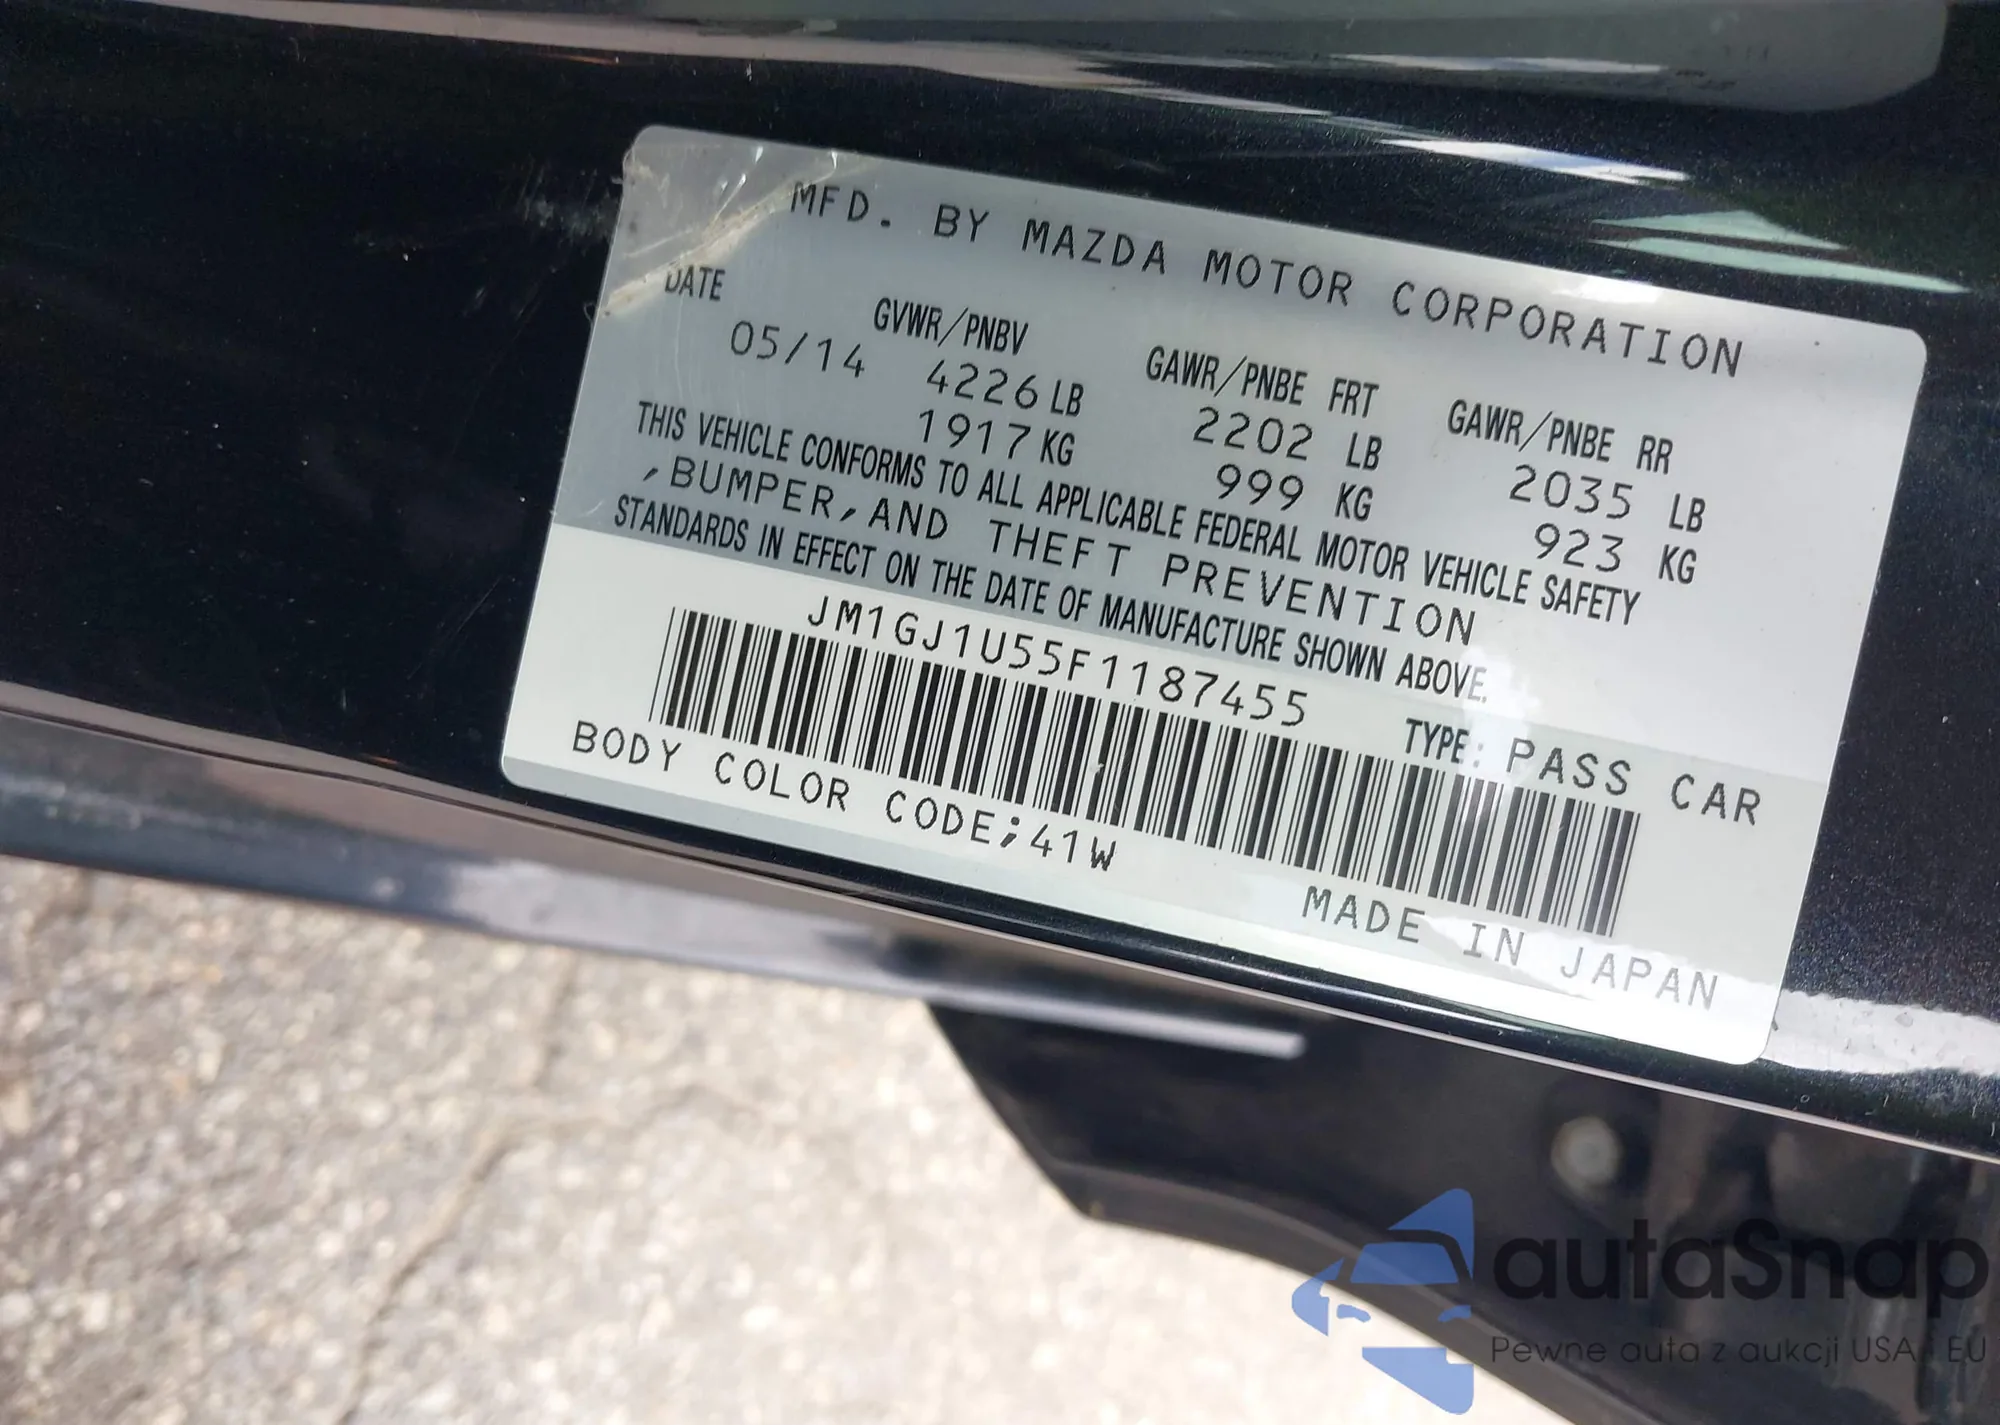 MFD. BY MAZDA MOTOR CORPORATION
DATE GVWR/PNBV GAWR/PNBE FRT GAWR/PNBE RR
05/14 4226 LB 2202 LB 2035 LB
1917 KG 999 KG 923 KG
THIS VEHICLE CONFORMS TO ALL APPLICABLE FEDERAL MOTOR VEHICLE SAFETY
,BUMPER,AND THEFT PREVENTION
STANDARDS IN EFFECT ON THE DATE OF MANUFACTURE SHOWN ABOVE.
JM1GJ1U55F1187455 TYPE: PASS CAR
BODY COLOR CODE;41W
MADE IN JAPAN
autaSnap
Pewne auta z aukcji USA i EU